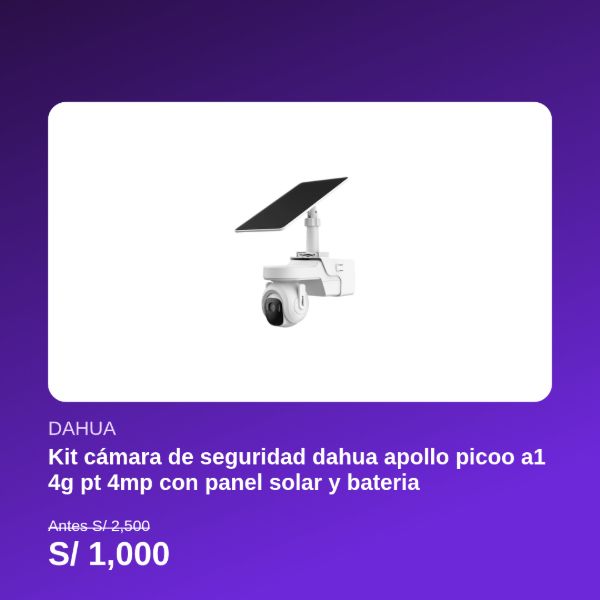 DAHUA
Kit cámara de seguridad dahua apollo picoo a1
4g pt 4mp con panel solar y bateria
Antes S/ 2,500
S/ 1,000